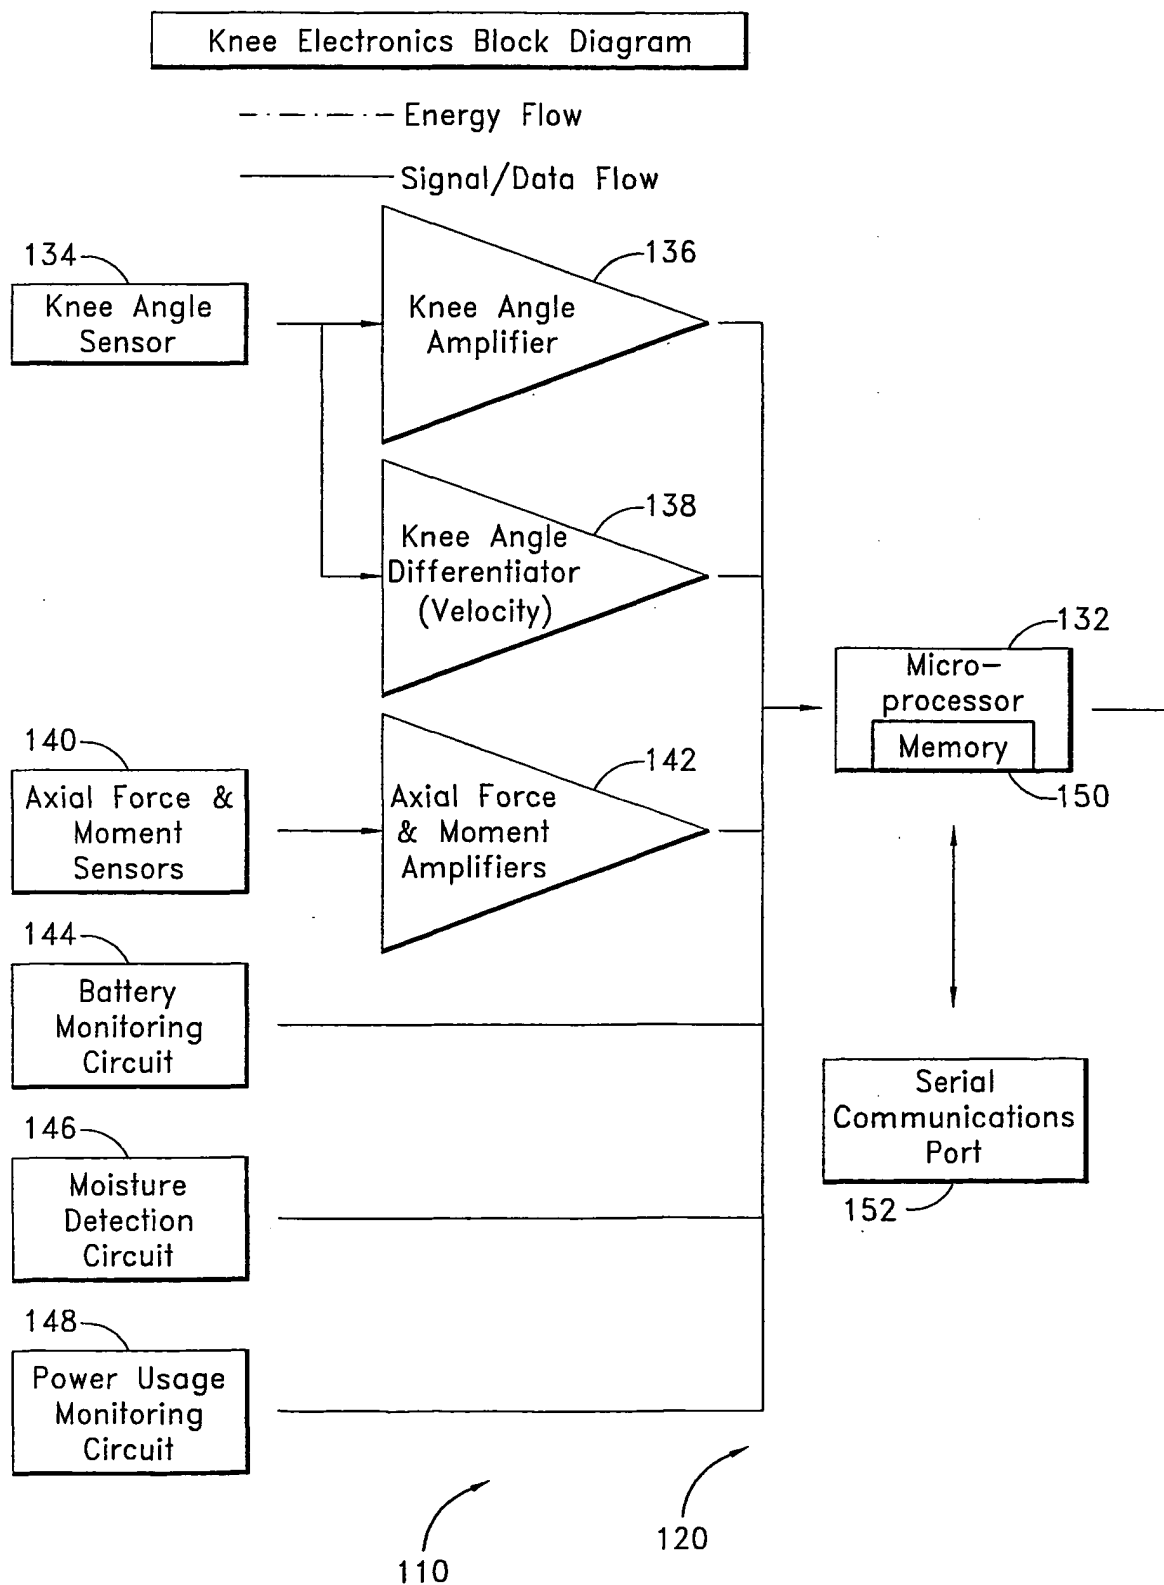 Knee Electronics Block Diagram
Energy Flow
Signal/Data Flow
134
Knee Angle
Sensor
136
Knee Angle
Amplifier
138
Knee Angle
Differentiator
(Velocity)
132
Micro-
processor
Memory
150
140
Axial Force &
Moment
Sensors
142
Axial Force
& Moment
Amplifiers
144
Battery
Monitoring
Circuit
Serial
Communications
Port
152
146
Moisture
Detection
Circuit
148
Power Usage
Monitoring
Circuit
110
120